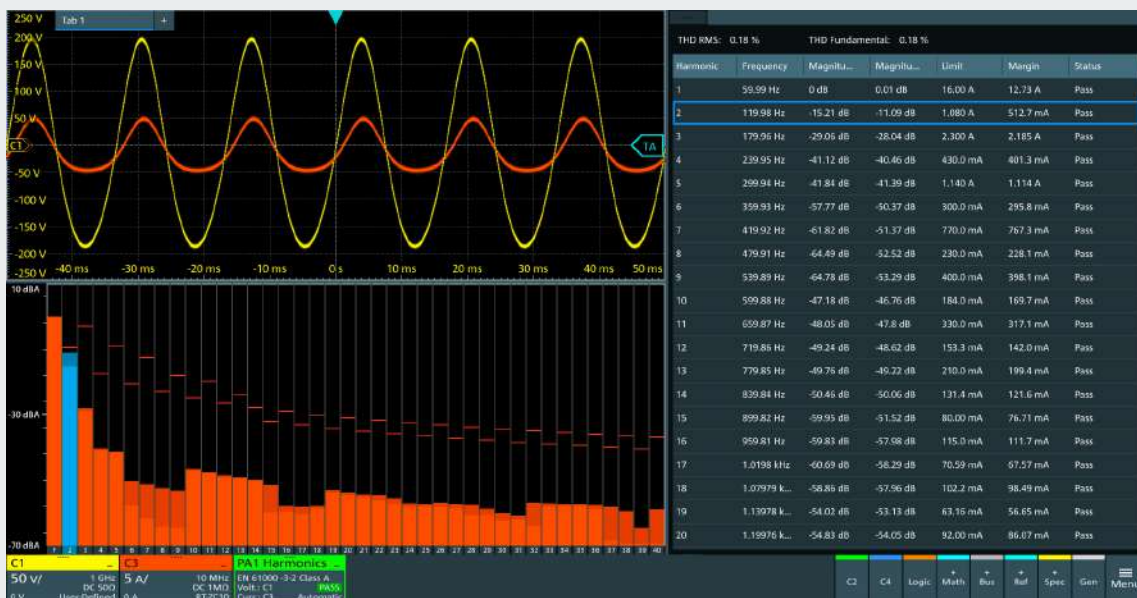 250 V
Tab 1 +
200 V
150 V
100 V
50 V
C1
TA
-50 V
-100 V
-150 V
-200 V
-250 V
-40 ms -30 ms -20 ms -10 ms 0 s 10 ms 20 ms 30 ms 40 ms 50 ms
10 dBA
-30 dBA
-70 dBA
1 2 3 4 5 6 7 8 9 10 11 12 13 14 15 16 17 18 19 20 21 22 23 24 25 26 27 28 29 30 31 32 33 34 35 36 37 38 39 40
THD RMS: 0.18 % THD Fundamental: 0.18 %
Harmonic Frequency Magnitu... Magnitu... Limit Margin Status
1 59.99 Hz 0 dB 0.01 dB 16.00 A 12.73 A Pass
2 119.98 Hz -15.21 dB -11.09 dB 1.080 A 512.7 mA Pass
3 179.96 Hz -29.06 dB -28.04 dB 2.300 A 2.185 A Pass
4 239.95 Hz -41.12 dB -40.46 dB 430.0 mA 401.3 mA Pass
5 299.94 Hz -41.84 dB -41.39 dB 1.140 A 1.114 A Pass
6 359.93 Hz -57.77 dB -50.37 dB 300.0 mA 295.8 mA Pass
7 419.92 Hz -61.82 dB -51.37 dB 770.0 mA 767.3 mA Pass
8 479.91 Hz -64.49 dB -52.52 dB 230.0 mA 228.1 mA Pass
9 539.89 Hz -64.78 dB -53.29 dB 400.0 mA 398.1 mA Pass
10 599.88 Hz -47.18 dB -46.76 dB 184.0 mA 169.7 mA Pass
11 659.87 Hz -48.05 dB -47.8 dB 330.0 mA 317.1 mA Pass
12 719.86 Hz -49.24 dB -48.62 dB 153.3 mA 142.0 mA Pass
13 779.85 Hz -49.76 dB -49.22 dB 210.0 mA 199.4 mA Pass
14 839.84 Hz -50.46 dB -50.06 dB 131.4 mA 121.6 mA Pass
15 899.82 Hz -59.95 dB -51.52 dB 80.00 mA 76.71 mA Pass
16 959.81 Hz -59.83 dB -57.98 dB 115.0 mA 111.7 mA Pass
17 1.0198 kHz -60.69 dB -58.29 dB 70.59 mA 67.57 mA Pass
18 1.07979 k... -58.86 dB -57.96 dB 102.2 mA 98.49 mA Pass
19 1.13978 k... -54.02 dB -53.13 dB 63.16 mA 56.65 mA Pass
20 1.19976 k... -54.83 dB -54.05 dB 92.00 mA 86.07 mA Pass
C1 C3 PA1 Harmonics
50 V/ 1 GHz 5 A/ 10 MHz EN 61000 -3-2 Class A
DC 50Ω DC 1MΩ Volt.: C1 PASS
0 V UserDefined 0 A RT-ZC10 Curr.: C3 Automatic
C2 C4 Logic + Math + Bus + Ref + Spec Gen Menu